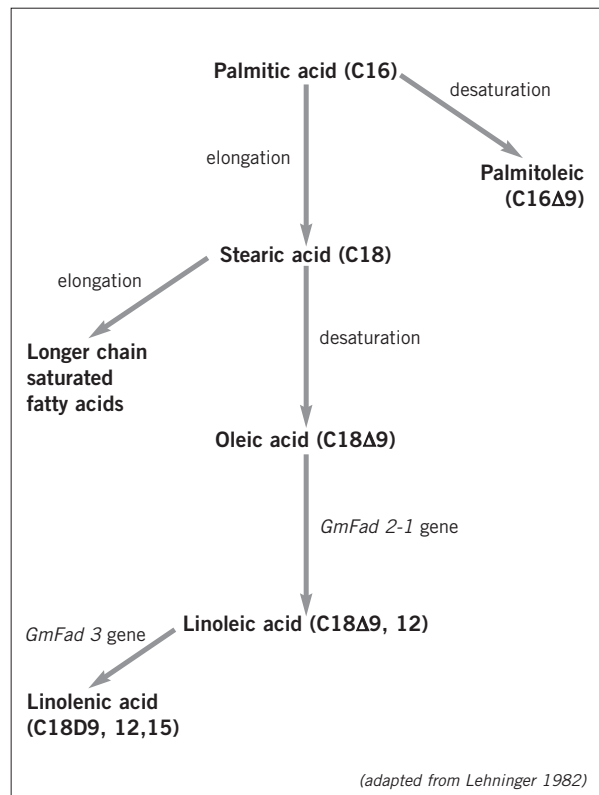 Palmitic acid (C16)
desaturation
elongation
Palmitoleic
(C16Δ9)
Stearic acid (C18)
elongation
Longer chain
saturated
fatty acids
desaturation
Oleic acid (C18Δ9)
GmFad 2-1 gene
Linoleic acid (C18Δ9, 12)
GmFad 3 gene
Linolenic acid
(C18D9, 12,15)
(adapted from Lehninger 1982)